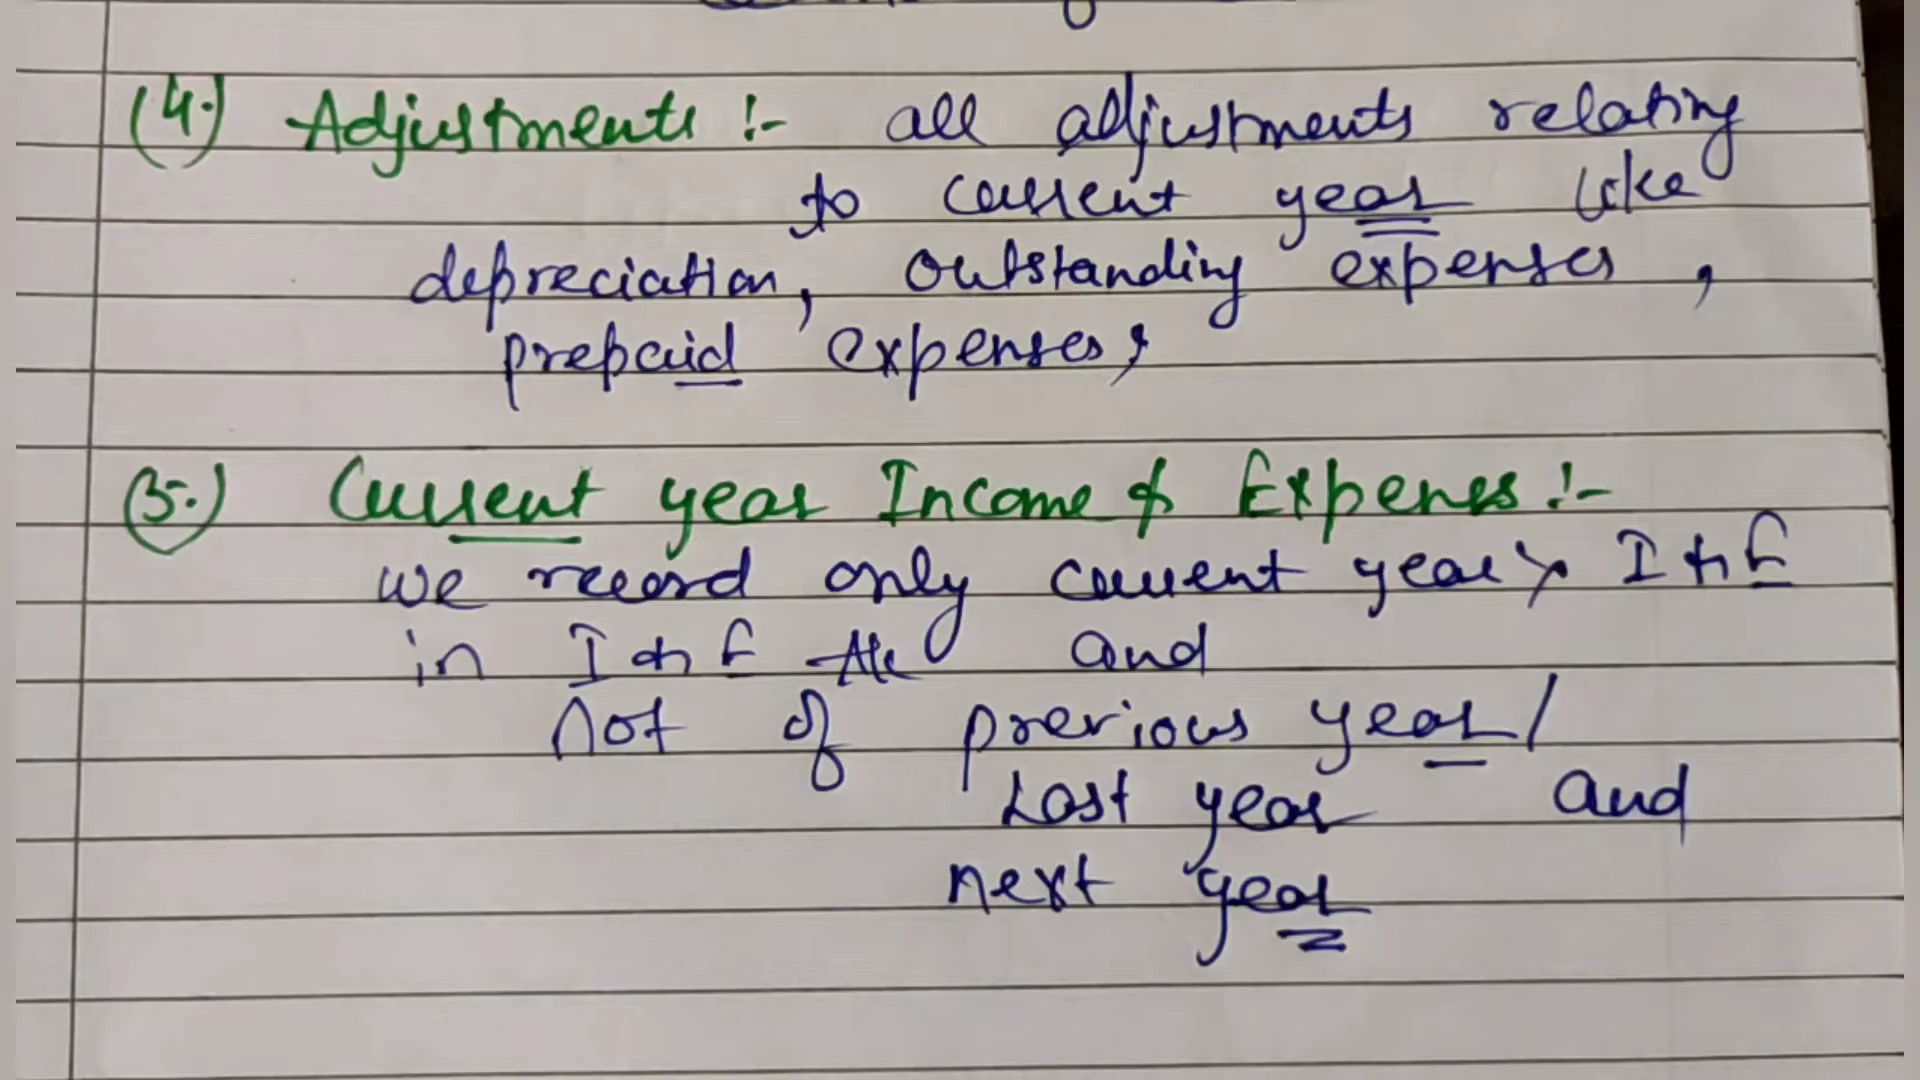 (4.) Adjustments :- all adjustments relating
to current year like
depreciation, outstanding expenses,
prepaid expenses,
(5.) Current year Income & Expenses :-
we record only current year's I & E
in I & E A/c and
not of previous year/
Last year and
next year